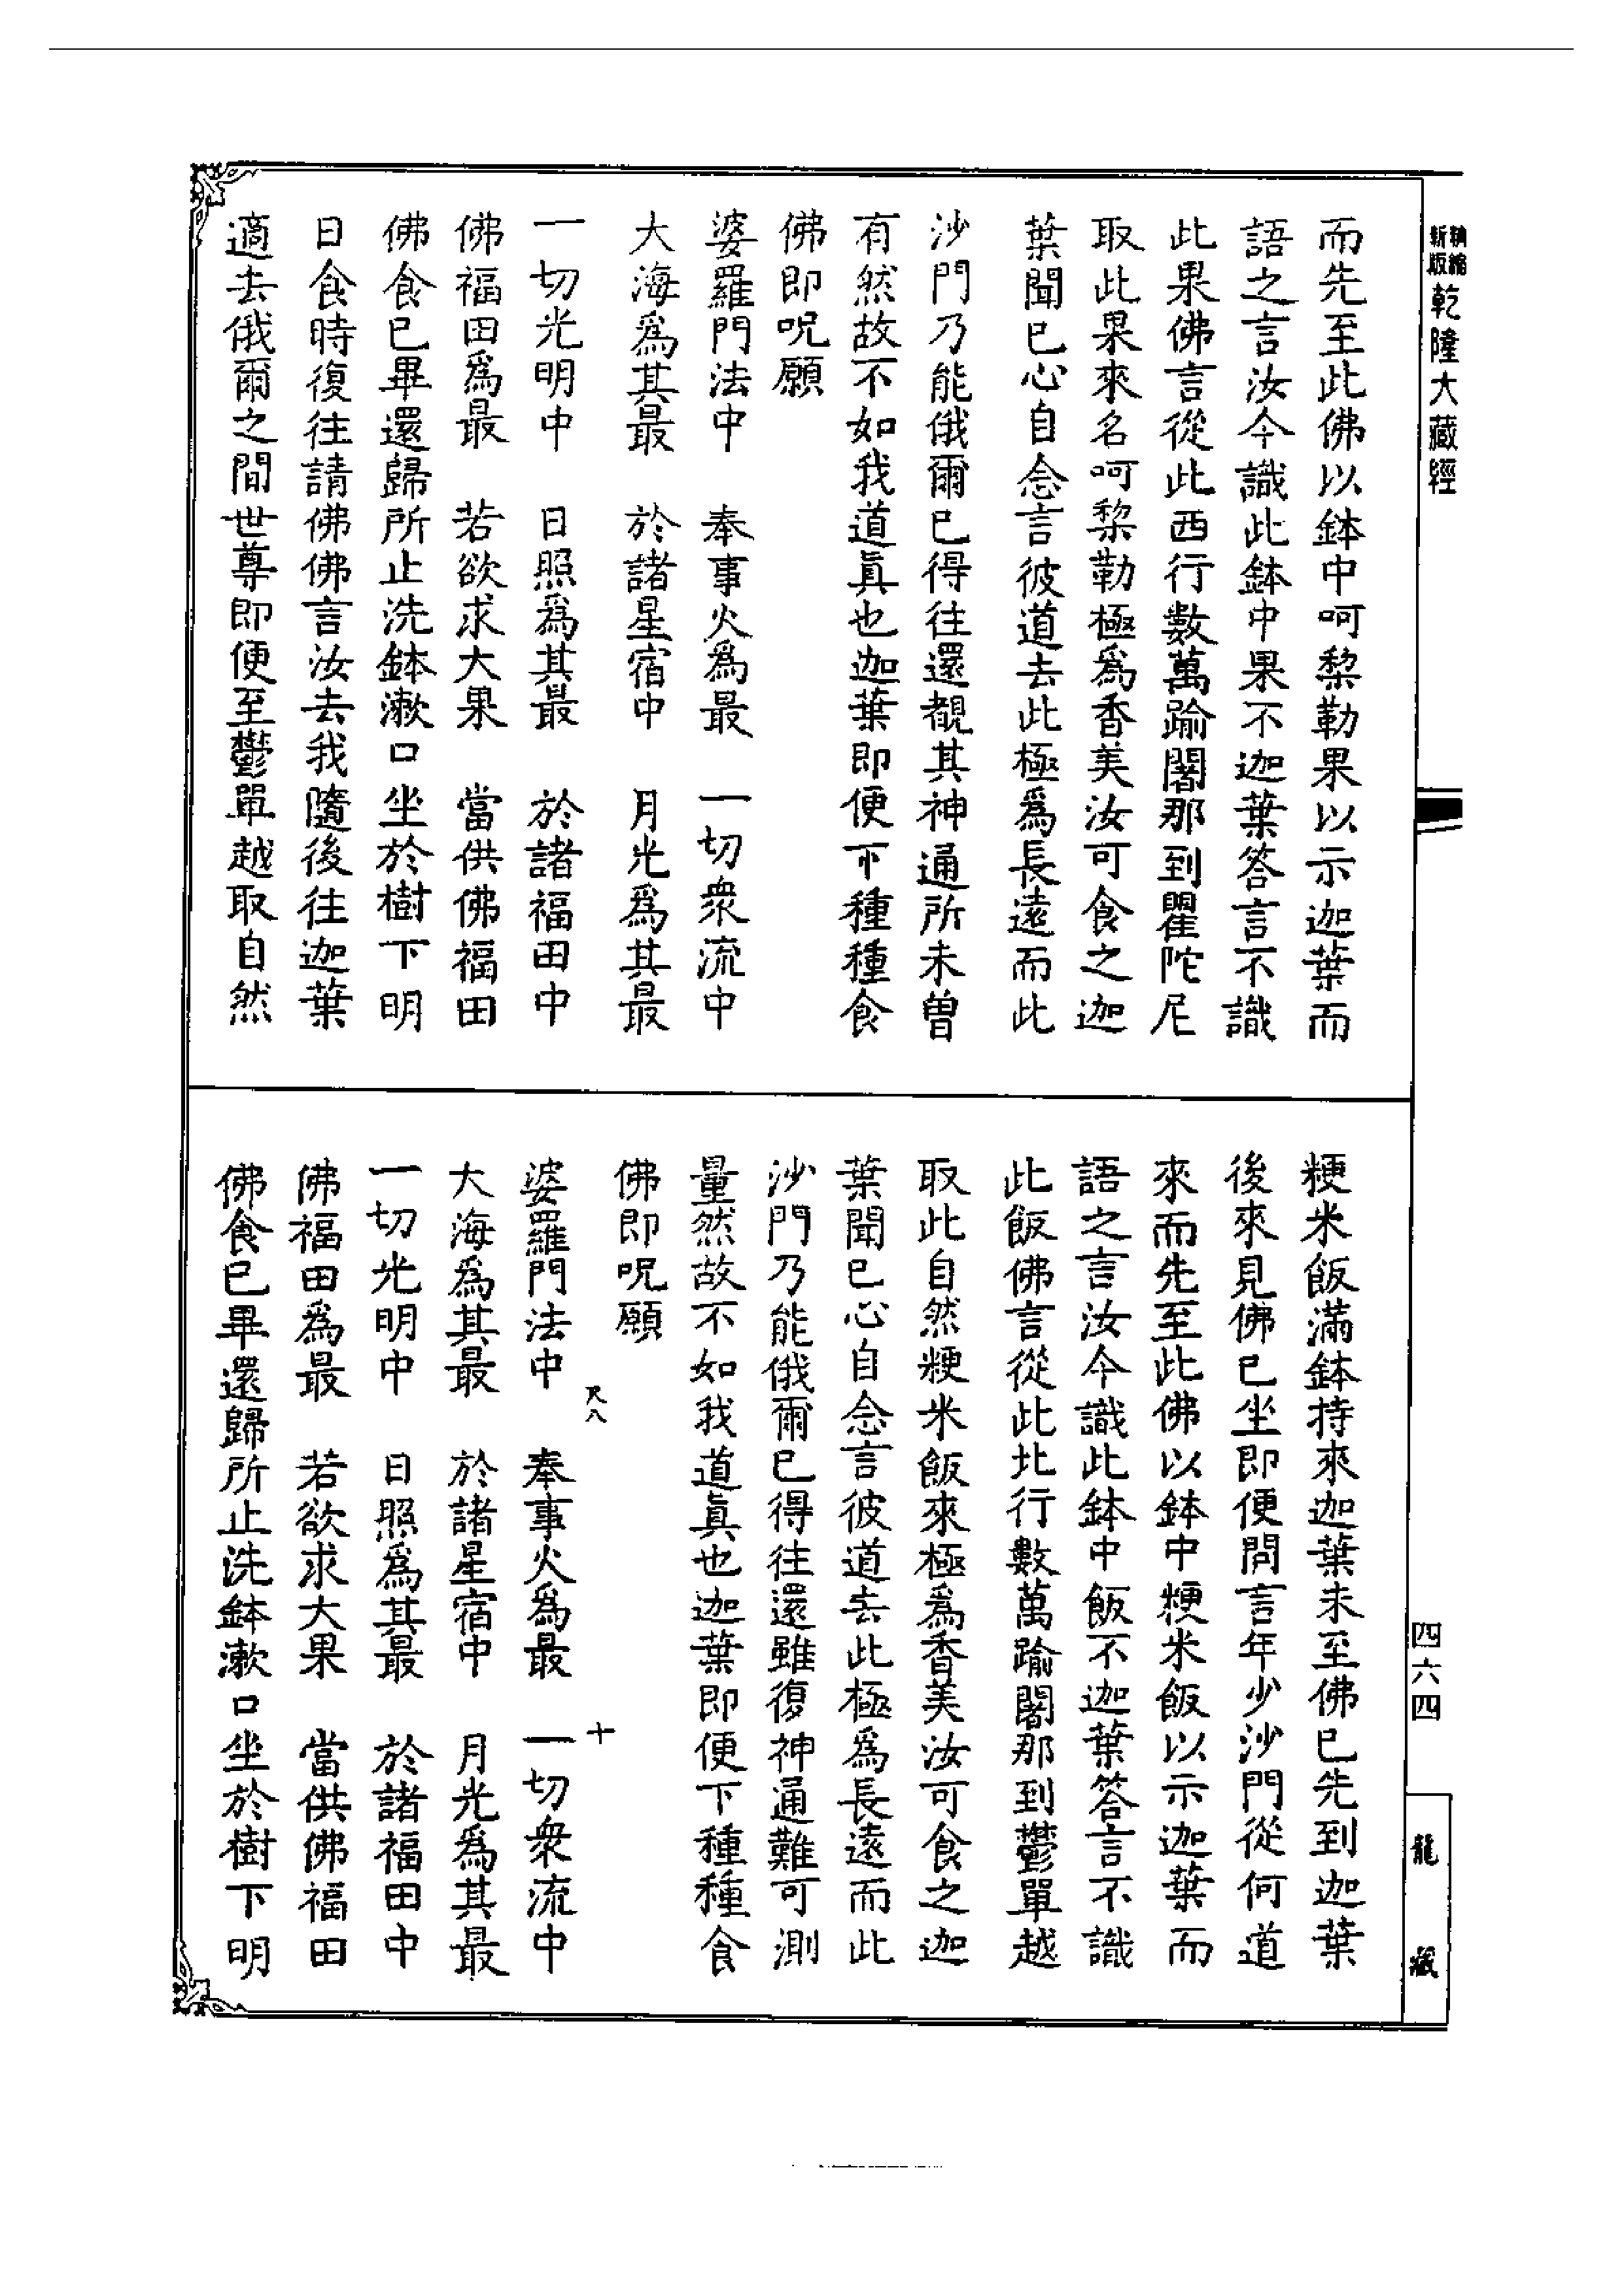 精縮
新版
乾隆大藏經
而先至此佛以鉢中呵黎勒果以示迦葉而
語之言汝今識此鉢中果不迦葉答言不識
此果佛言從此西行數萬踰闍那到瞿陀尼
取此果來名呵黎勒極爲香美汝可食之迦
葉聞已心自念言彼道去此極爲長遠而此
沙門乃能俄爾已得往還覩其神通所未曾
有然故不如我道眞也迦葉即便下種種食
佛即呪願
婆羅門法中　奉事火爲最　一切衆流中
大海爲其最　於諸星宿中　月光爲其最
一切光明中　日照爲其最　於諸福田中
佛福田爲最　若欲求大果　當供佛福田
佛食已畢還歸所止洗鉢漱口坐於樹下明
日食時復往請佛佛言汝去我隨後往迦葉
適去俄爾之間世尊即便至鬱單越取自然
粳米飯滿鉢持來迦葉未至佛已先到迦葉
後來見佛已坐即便問言年少沙門從何道
來而先至此佛以鉢中粳米飯以示迦葉而
語之言汝今識此鉢中飯不迦葉答言不識
此飯佛言從此北行數萬踰闍那到鬱單越
取此自然粳米飯來極爲香美汝可食之迦
葉聞已心自念言彼道去此極爲長遠而此
沙門乃能俄爾已得往還雖復神通難可測
量然故不如我道眞也迦葉即便下種種食
佛即呪願
尺八　十
婆羅門法中　奉事火爲最　一切衆流中
大海爲其最　於諸星宿中　月光爲其最
一切光明中　日照爲其最　於諸福田中
佛福田爲最　若欲求大果　當供佛福田
佛食已畢還歸所止洗鉢漱口坐於樹下明
四六四
龍藏